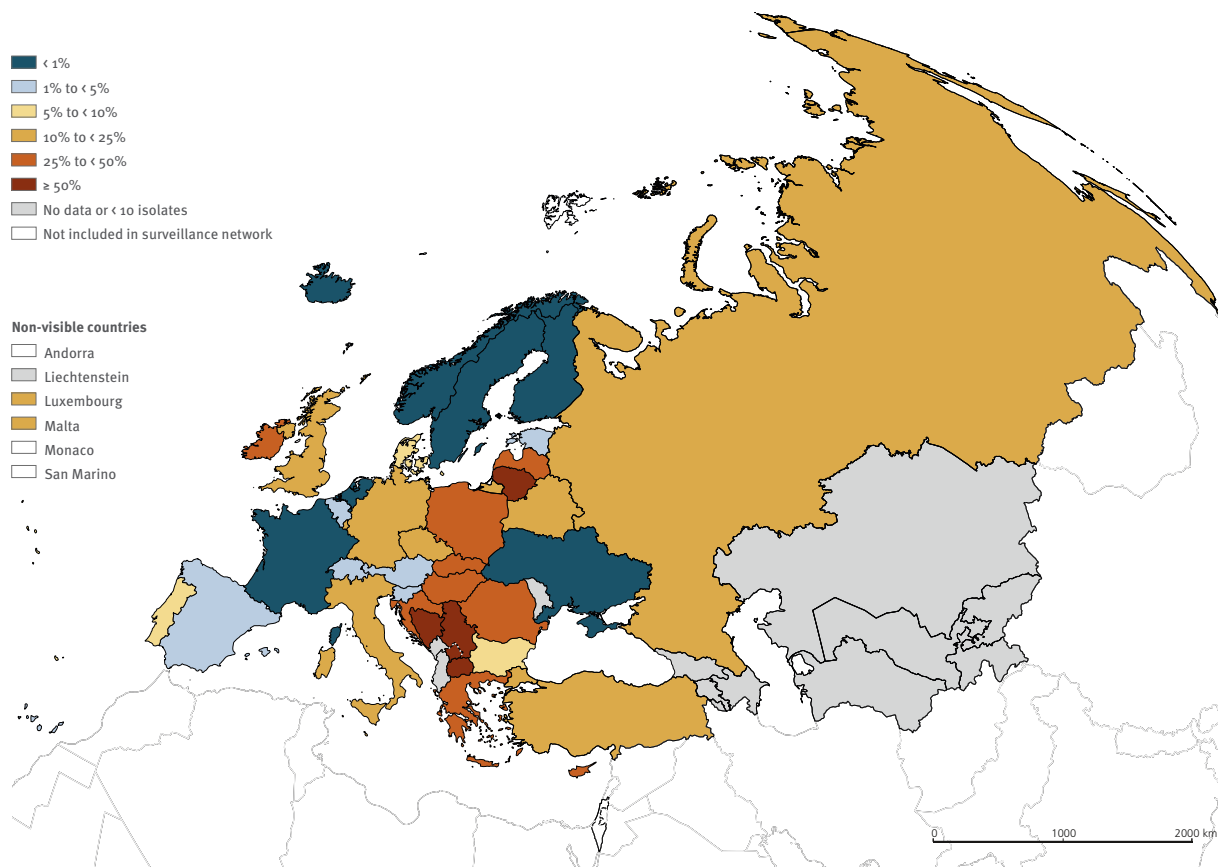 < 1%
1% to < 5%
5% to < 10%
10% to < 25%
25% to < 50%
≥ 50%
No data or < 10 isolates
Not included in surveillance network
Non-visible countries
Andorra
Liechtenstein
Luxembourg
Malta
Monaco
San Marino
0 1000 2000 km